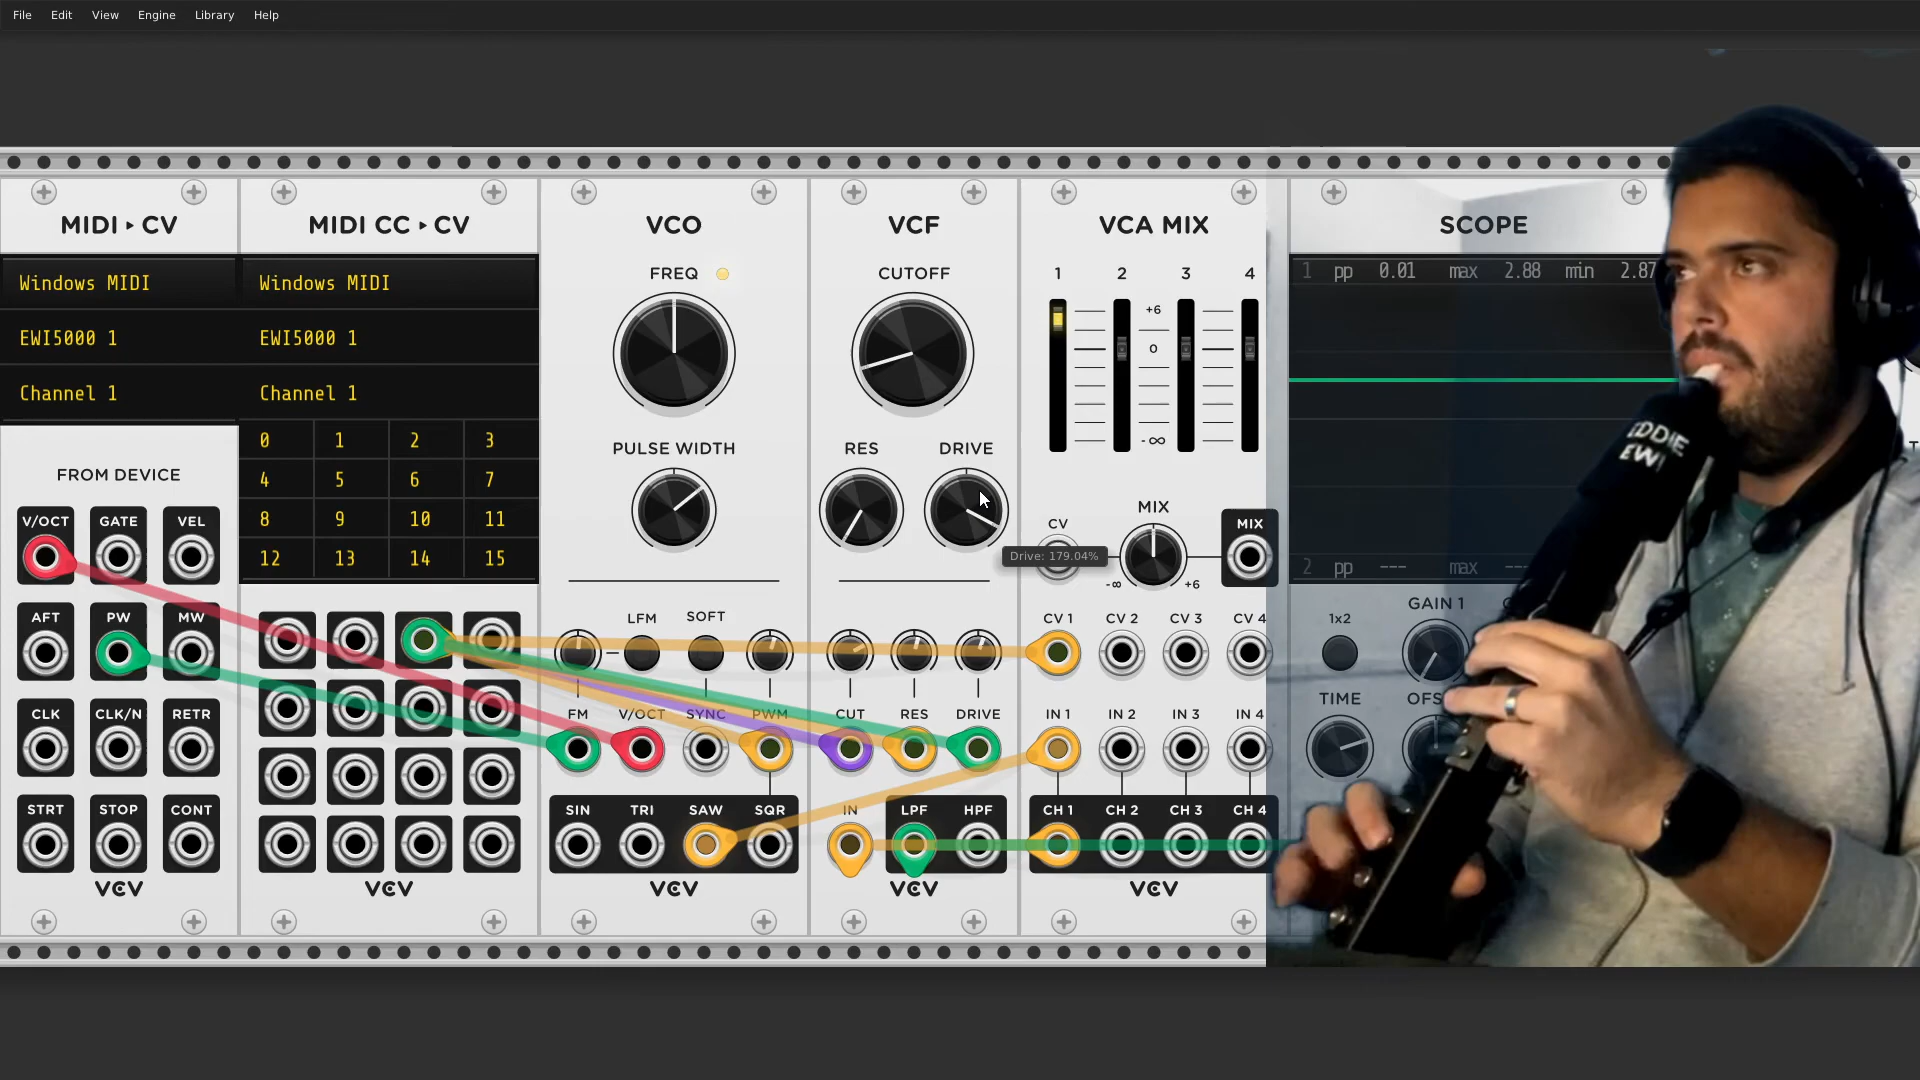 File Edit View Engine Library Help
MIDI ▸ CV
Windows MIDI
EWI5000 1
Channel 1
FROM DEVICE
V/OCT GATE VEL
AFT PW MW
CLK CLK/N RETR
STRT STOP CONT
VCV
MIDI CC ▸ CV
Windows MIDI
EWI5000 1
Channel 1
0 1 2 3
4 5 6 7
8 9 10 11
12 13 14 15
VCV
VCO
FREQ
PULSE WIDTH
LFM SOFT
FM V/OCT SYNC PWM
SIN TRI SAW SQR
VCV
VCF
CUTOFF
RES DRIVE
Drive: 179.04%
CUT RES DRIVE
IN LPF HPF
VCV
VCA MIX
1 2 3 4
+6
0
-∞
MIX
CV MIX
-∞ +6
CV 1 CV 2 CV 3 CV 4
IN 1 IN 2 IN 3 IN 4
CH 1 CH 2 CH 3 CH 4
VCV
SCOPE
1 pp 0.01 max 2.88 min 2.87
2 pp --- max
1x2 GAIN 1
TIME
EWI